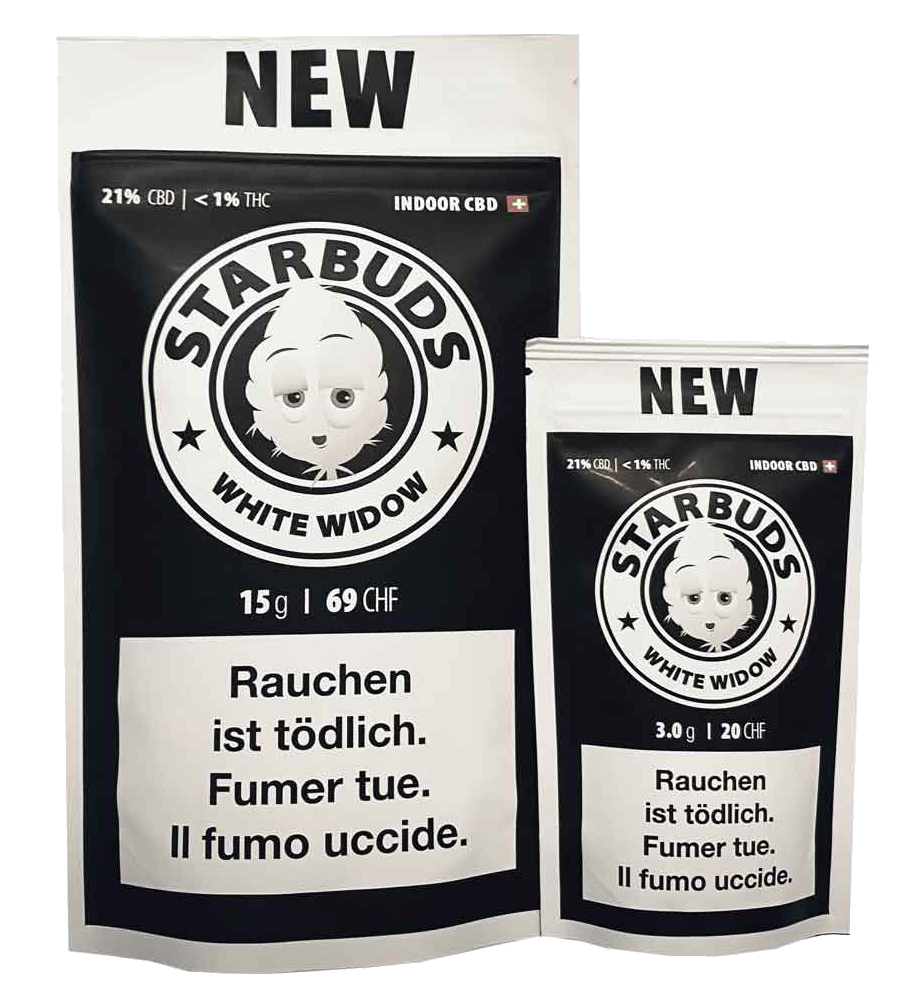 NEW
21% CBD | < 1% THC
INDOOR CBD
STARBUDS
WHITE WIDOW
15 g | 69 CHF
Rauchen
ist tödlich.
Fumer tue.
Il fumo uccide.
NEW
21% CBD | < 1% THC
INDOOR CBD
STARBUDS
WHITE WIDOW
3.0 g | 20 CHF
Rauchen
ist tödlich.
Fumer tue.
Il fumo uccide.